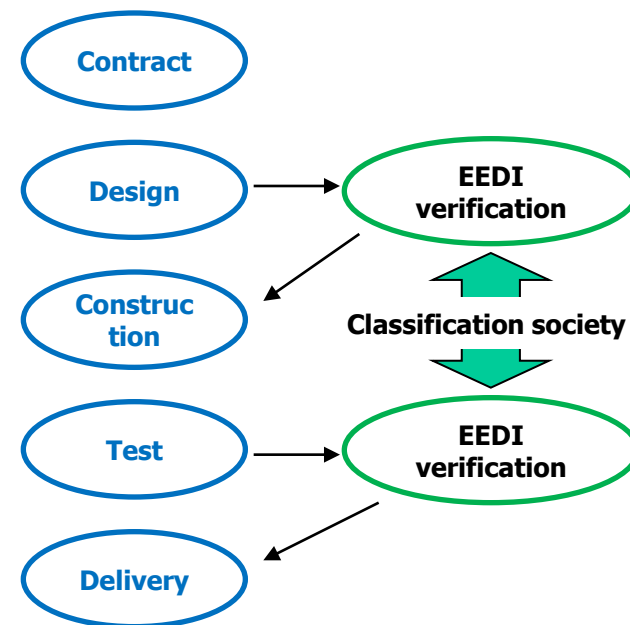 Contract
Design
EEDI
verification
Construc
tion
Classification society
Test
EEDI
verification
Delivery